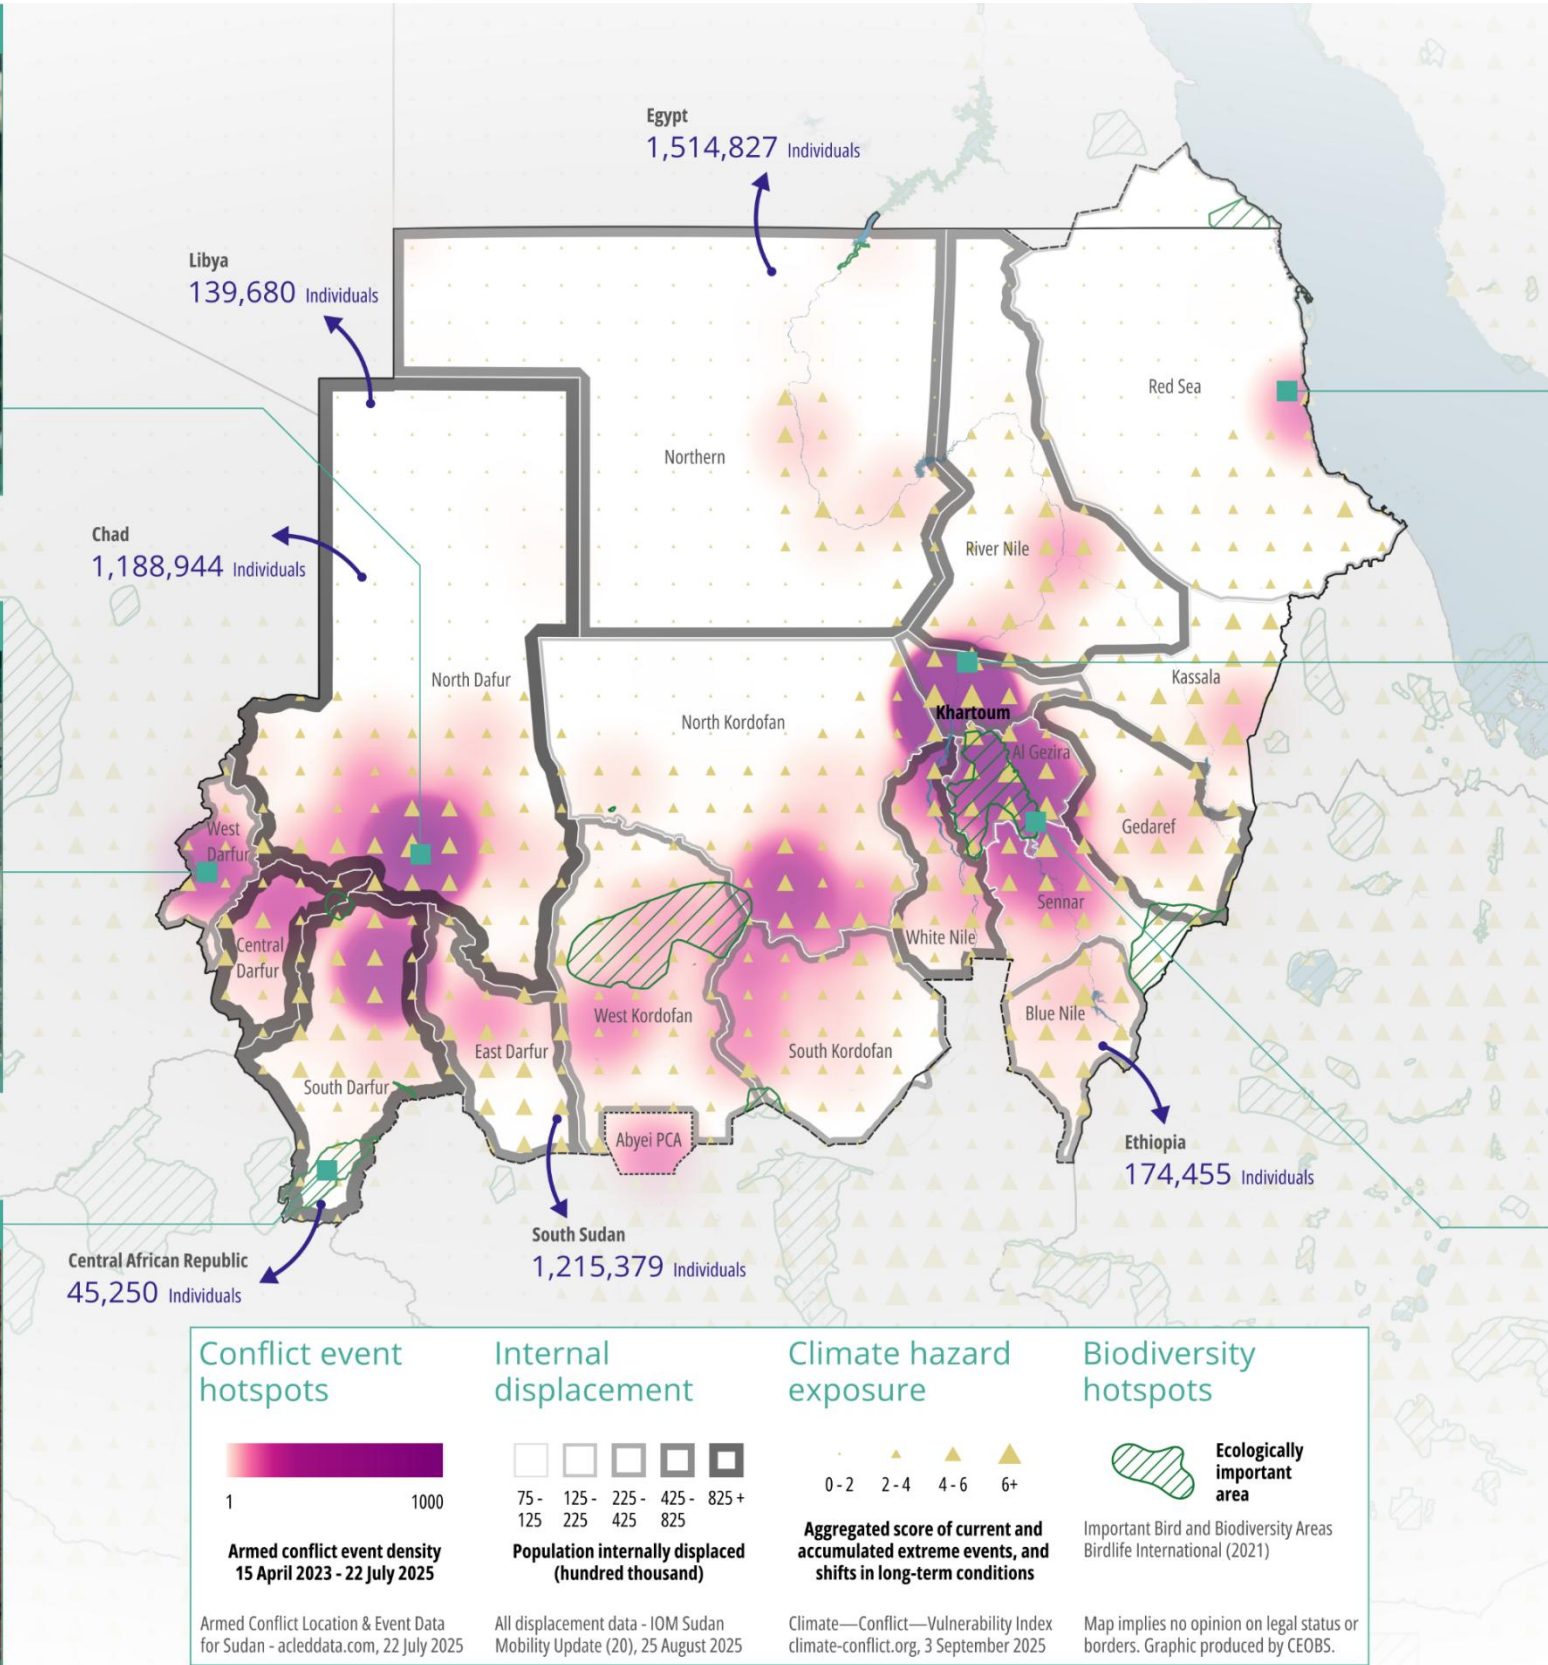 Egypt
1,514,827 Individuals
Libya
139,680 Individuals
Red Sea
Northern
Chad
1,188,944 Individuals
River Nile
North Dafur
Kassala
North Kordofan
Khartoum
Al Gezira
West
Darfur
Gedaref
Sennar
Central
Darfur
White Nile
West Kordofan
Blue Nile
East Darfur
South Kordofan
South Darfur
Abyei PCA
Ethiopia
174,455 Individuals
South Sudan
1,215,379 Individuals
Central African Republic
45,250 Individuals
Conflict event
hotspots
1 1000
Armed conflict event density
15 April 2023 - 22 July 2025
Armed Conflict Location & Event Data
for Sudan - acleddata.com, 22 July 2025
Internal
displacement
75 - 125 - 225 - 425 - 825 +
125 225 425 825
Population internally displaced
(hundred thousand)
All displacement data - IOM Sudan
Mobility Update (20), 25 August 2025
Climate hazard
exposure
0 - 2 2 - 4 4 - 6 6+
Aggregated score of current and
accumulated extreme events, and
shifts in long-term conditions
Climate—Conflict—Vulnerability Index
climate-conflict.org, 3 September 2025
Biodiversity
hotspots
Ecologically
important
area
Important Bird and Biodiversity Areas
Birdlife International (2021)
Map implies no opinion on legal status or
borders. Graphic produced by CEOBS.